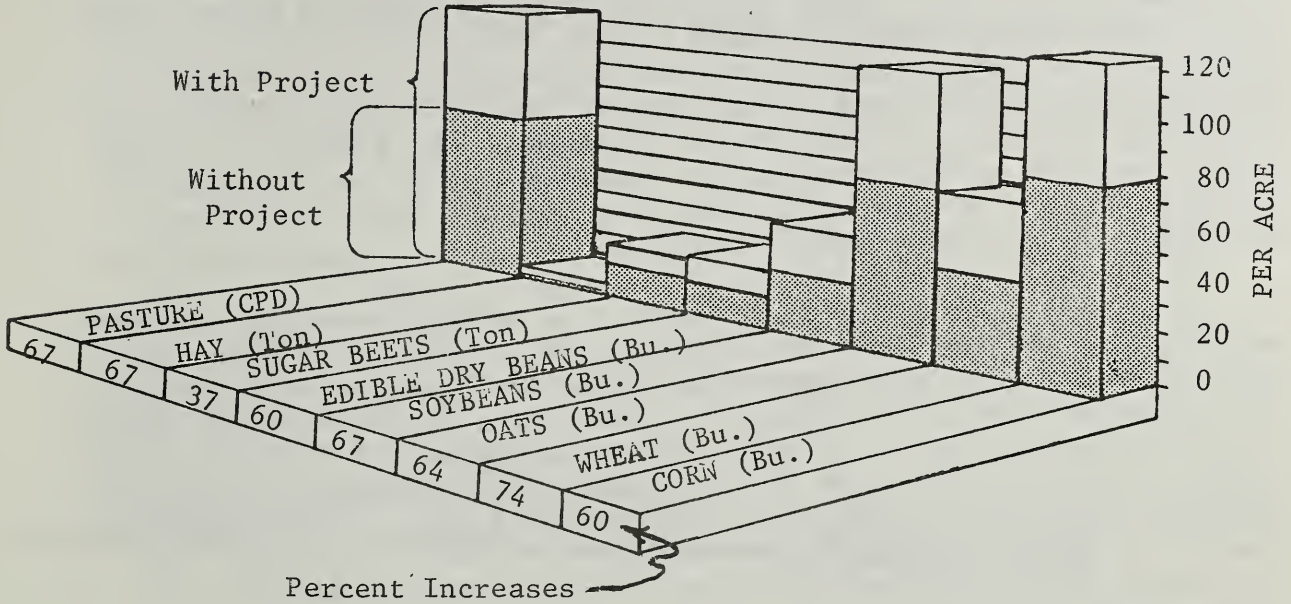 With Project
Without
Project
120
100
80
60
40
20
0
PER ACRE
PASTURE (CPD)
HAY (Ton)
SUGAR BEETS (Ton)
EDIBLE DRY BEANS (Bu.)
SOYBEANS (Bu.)
OATS (Bu.)
WHEAT (Bu.)
CORN (Bu.)
67
67
37
60
67
64
74
60
Percent Increases